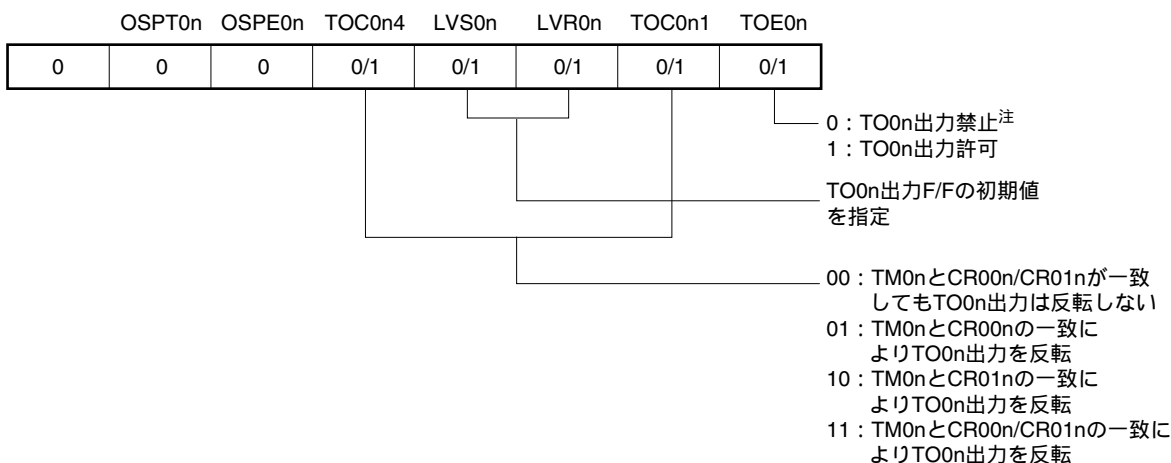 OSPT0n OSPE0n TOC0n4 LVS0n LVR0n TOC0n1 TOE0n
0 0 0 0/1 0/1 0/1 0/1 0/1
0：TO0n出力禁止注
1：TO0n出力許可
TO0n出力F/Fの初期値
を指定
00：TM0nとCR00n/CR01nが一致
してもTO0n出力は反転しない
01：TM0nとCR00nの一致に
よりTO0n出力を反転
10：TM0nとCR01nの一致に
よりTO0n出力を反転
11：TM0nとCR00n/CR01nの一致に
よりTO0n出力を反転